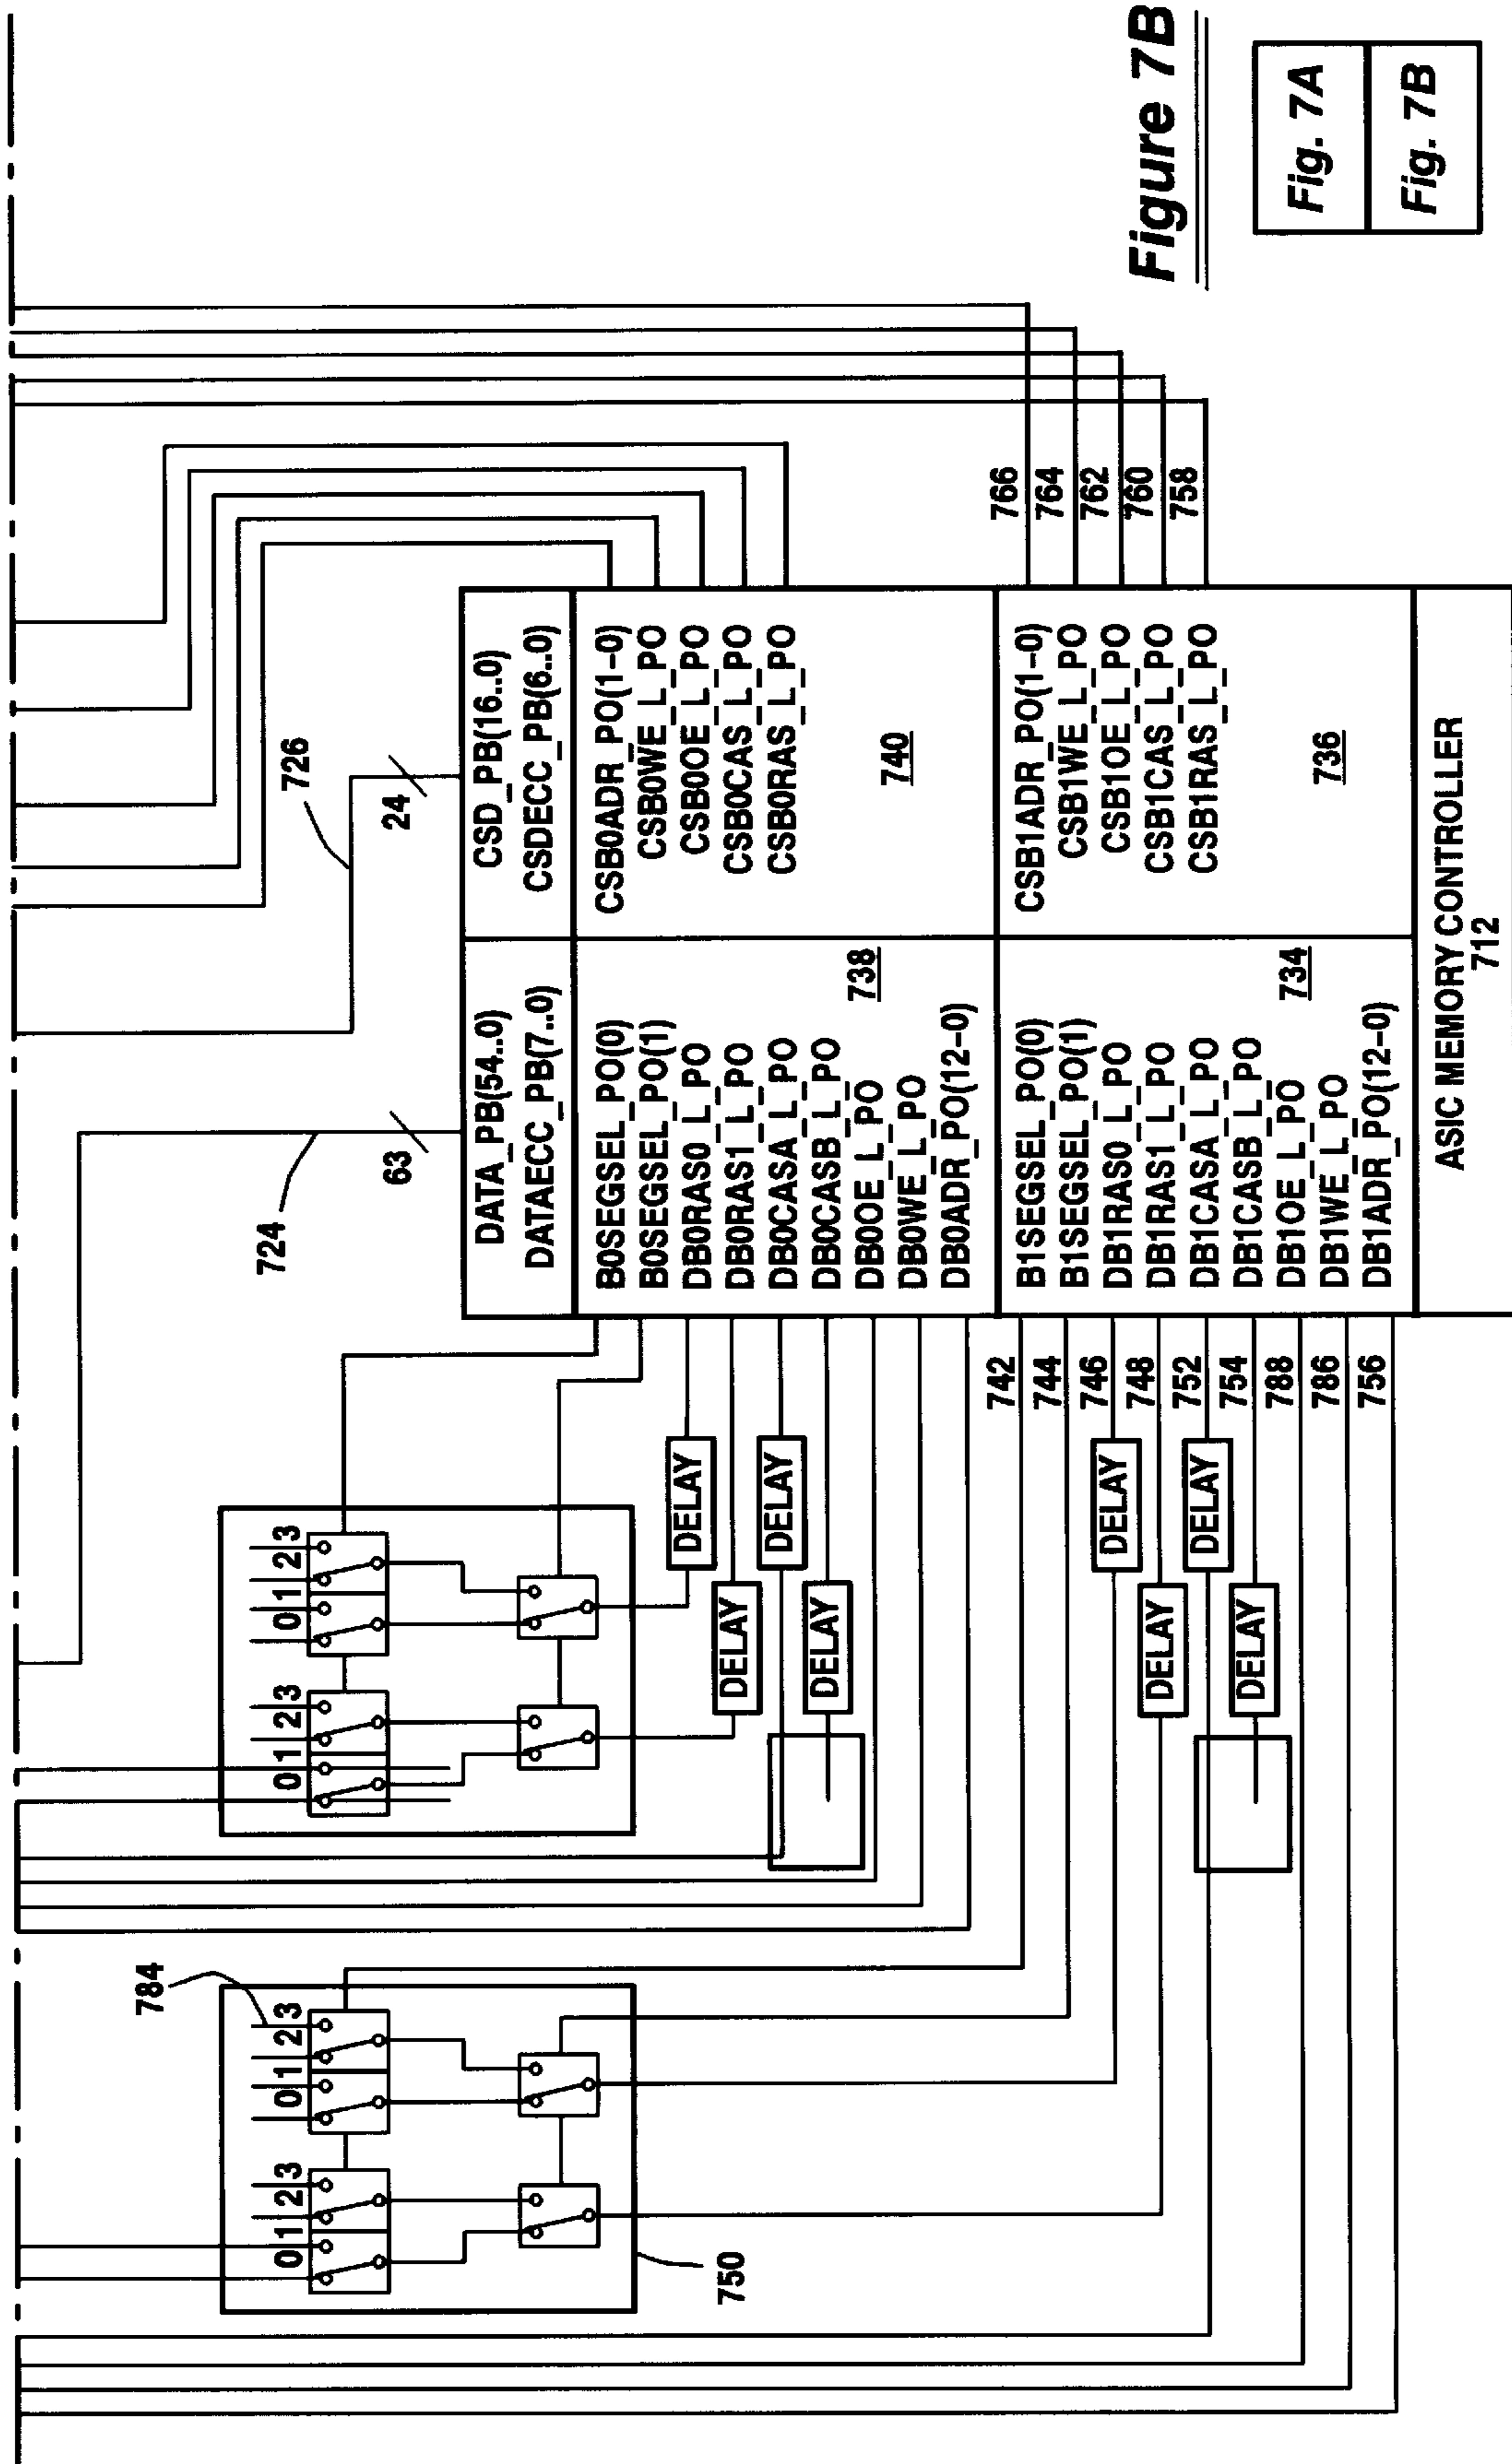 784
0 1 2 3
0 1 2 3
750
0 1 2 3
0 1 2 3
DELAY
DELAY
DELAY
DELAY
DELAY
DELAY
DELAY
DELAY
724
63
726
24
742
744
746
748
752
754
788
786
756
DATA_PB(54..0)
DATAECC_PB(7..0)
CSD_PB(16..0)
CSDECC_PB(6..0)
B0SEGSEL_PO(0)
B0SEGSEL_PO(1)
DB0RAS0_L_PO
DB0RAS1_L_PO
DB0CASA_L_PO
DB0CASB_L_PO
DB0OE_L_PO
DB0WE_L_PO
DB0ADR_PO(12-0)
738
CSB0ADR_PO(1-0)
CSB0WE_L_PO
CSB0OE_L_PO
CSB0CAS_L_PO
CSB0RAS_L_PO
740
B1SEGSEL_PO(0)
B1SEGSEL_PO(1)
DB1RAS0_L_PO
DB1RAS1_L_PO
DB1CASA_L_PO
DB1CASB_L_PO
DB1OE_L_PO
DB1WE_L_PO
DB1ADR_PO(12-0)
734
CSB1ADR_PO(1-0)
CSB1WE_L_PO
CSB1OE_L_PO
CSB1CAS_L_PO
CSB1RAS_L_PO
736
ASIC MEMORY CONTROLLER
712
766
764
762
760
758
Figure 7B
Fig. 7A
Fig. 7B